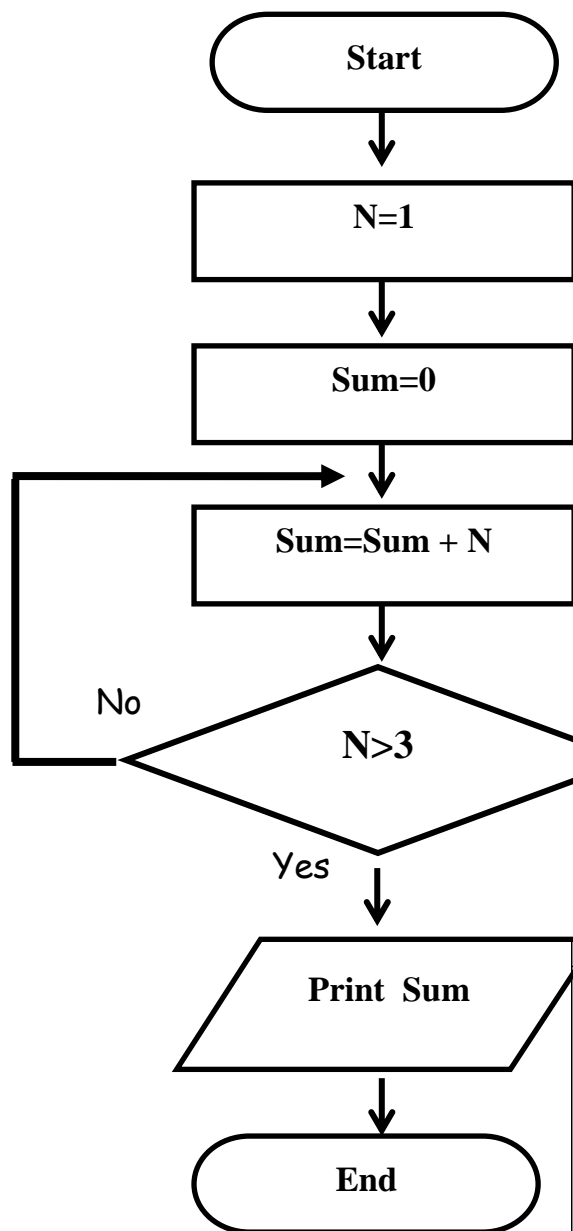 Start
N=1
Sum=0
Sum=Sum + N
No
N>3
Yes
Print Sum
End